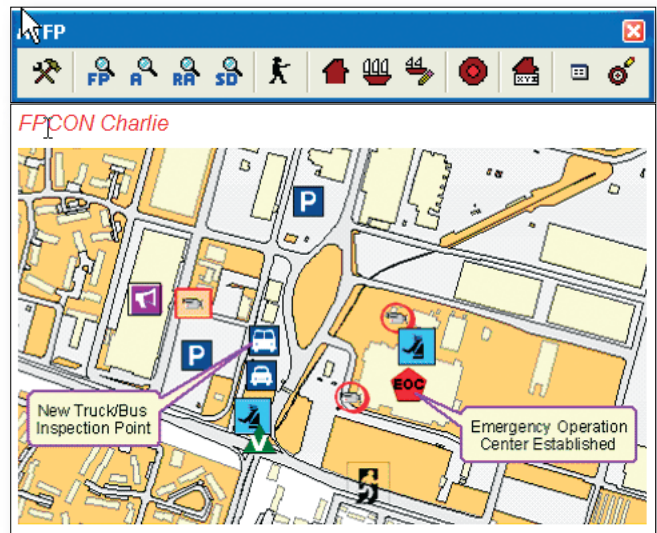 FP
FP A RA SD XYZ
FPCON Charlie
P
P
EOC
New Truck/Bus
Inspection Point
Emergency Operation
Center Established
V